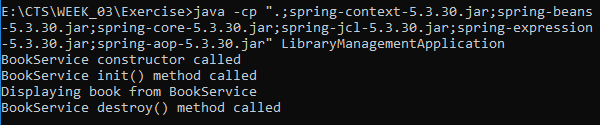 E:\CTS\WEEK_03\Exercise>java -cp ".;spring-context-5.3.30.jar;spring-beans
-5.3.30.jar;spring-core-5.3.30.jar;spring-jcl-5.3.30.jar;spring-expression
-5.3.30.jar;spring-aop-5.3.30.jar" LibraryManagementApplication
BookService constructor called
BookService init() method called
Displaying book from BookService
BookService destroy() method called